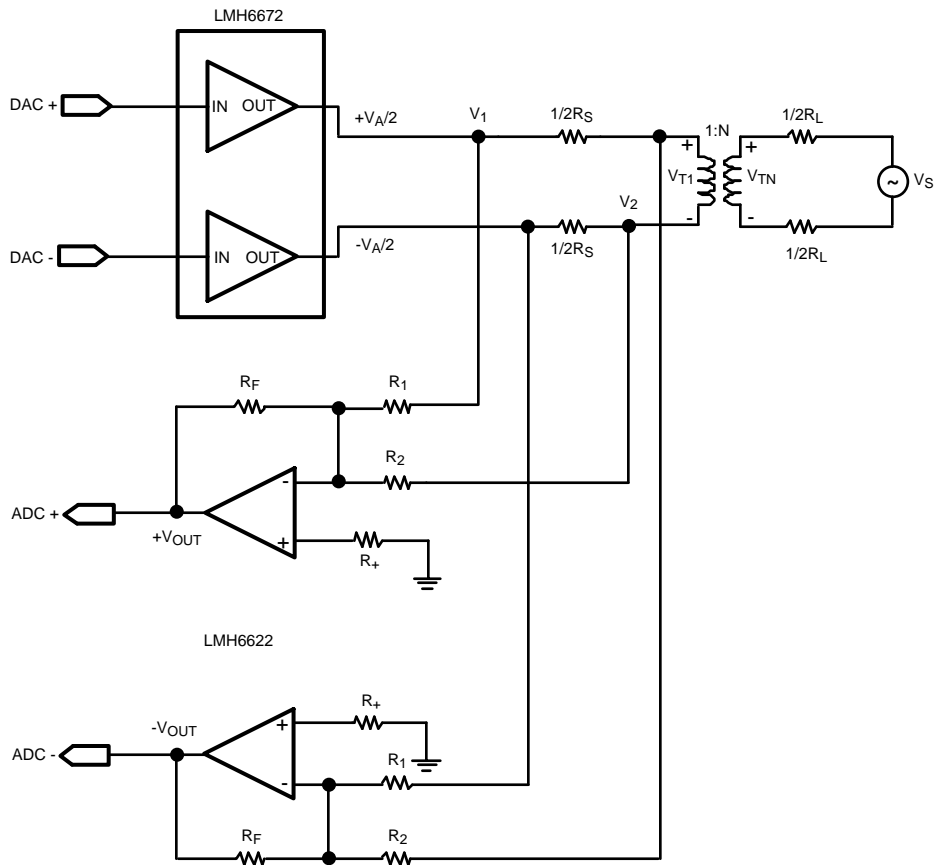 LMH6672
DAC +
IN OUT
+VA/2
V1
1/2RS
1:N
1/2RL
+
+
VT1
VTN
~
VS
V2
-
-
DAC -
IN OUT
-VA/2
1/2RS
1/2RL
RF
R1
-
R2
ADC +
+VOUT
+
R+
LMH6622
-VOUT
+
R+
ADC -
-
R1
RF
R2